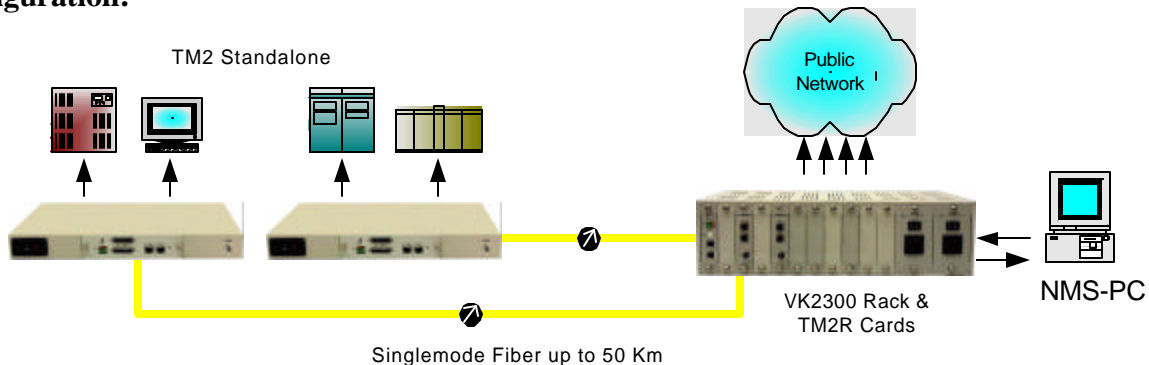 guration:
TM2 Standalone
Public
Network
VK2300 Rack &
TM2R Cards
NMS-PC
Singlemode Fiber up to 50 Km